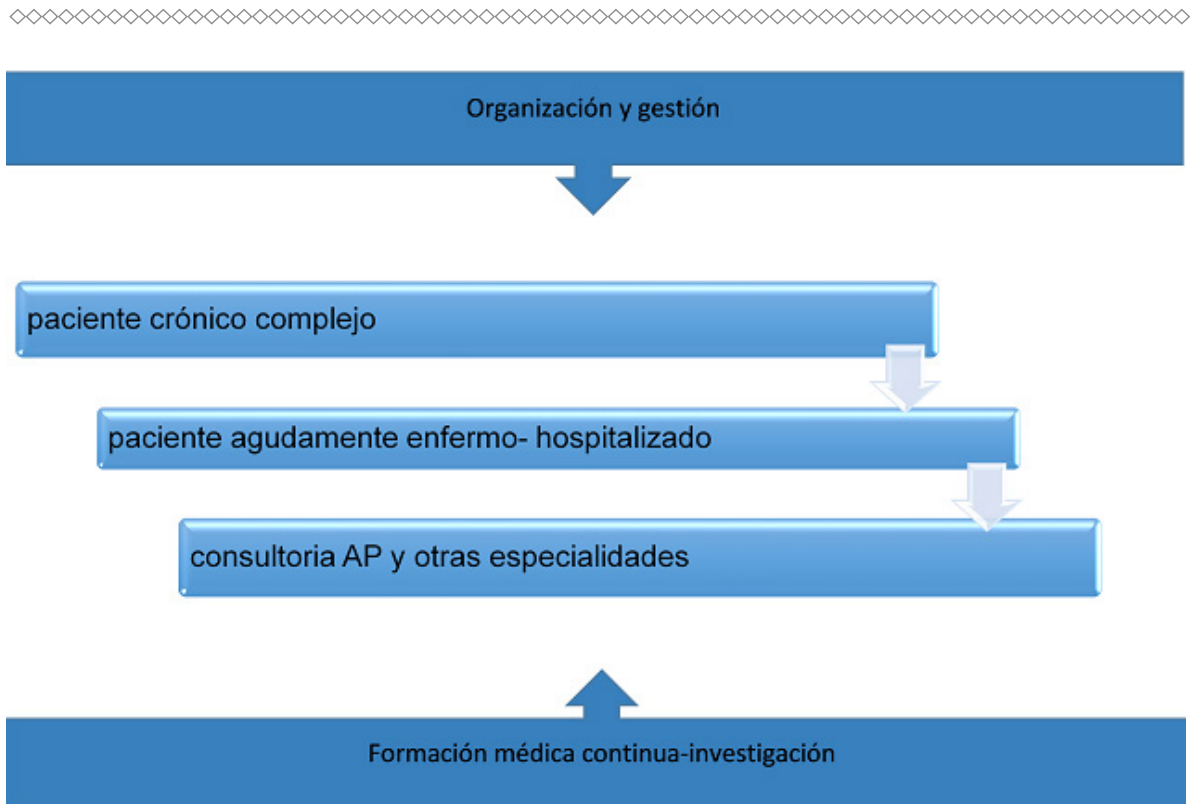 Organización y gestión
paciente crónico complejo
paciente agudamente enfermo- hospitalizado
consultoria AP y otras especialidades
Formación médica continua-investigación